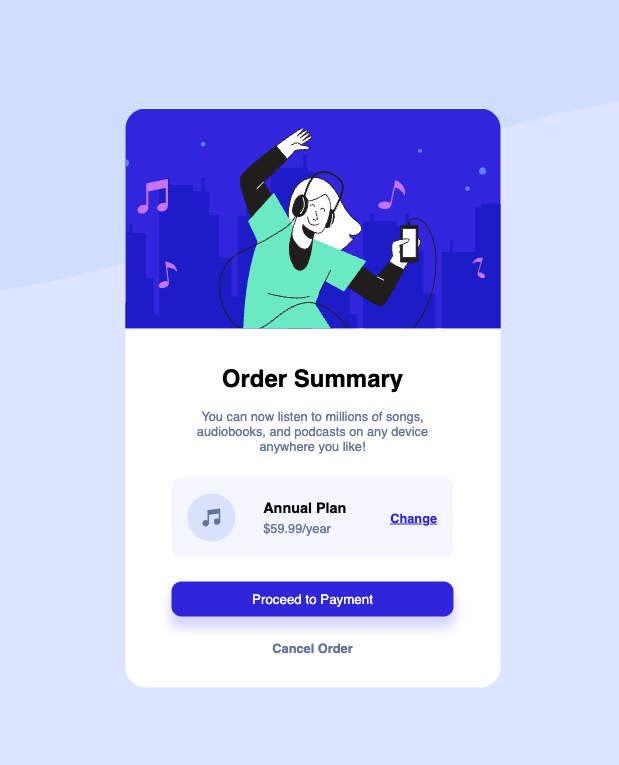 Order Summary
You can now listen to millions of songs,
audiobooks, and podcasts on any device
anywhere you like!
Annual Plan
$59.99/year
Change
Proceed to Payment
Cancel Order